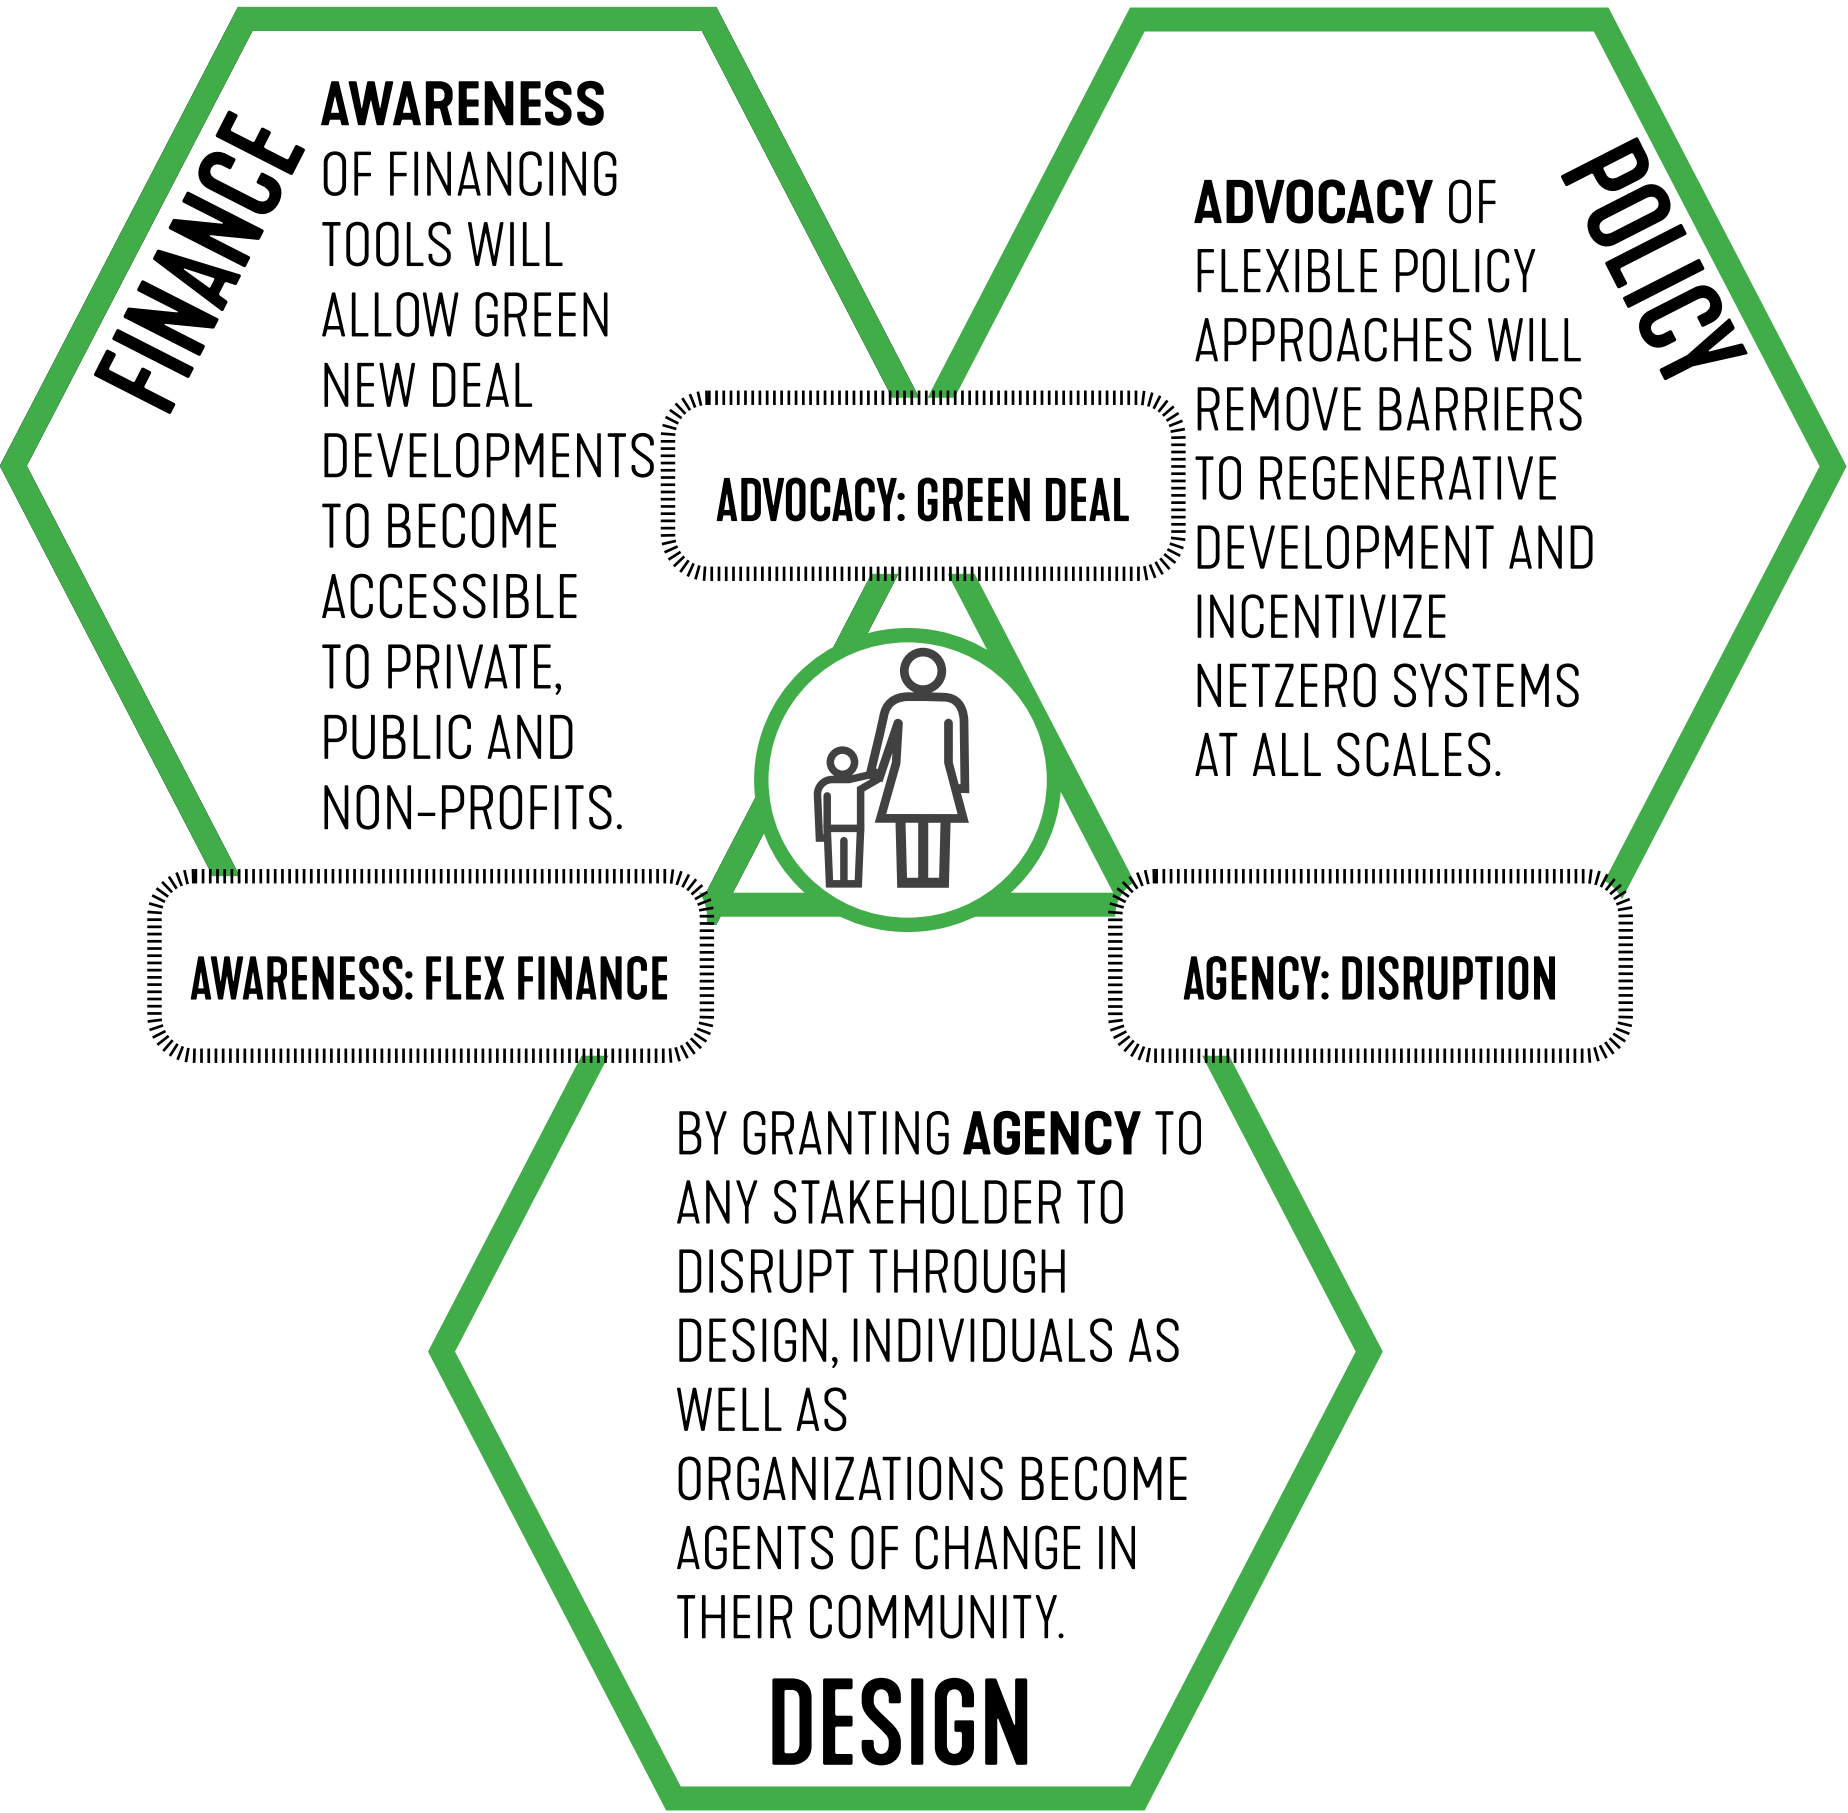 FINANCE
AWARENESS
OF FINANCING
TOOLS WILL
ALLOW GREEN
NEW DEAL
DEVELOPMENTS
TO BECOME
ACCESSIBLE
TO PRIVATE,
PUBLIC AND
NON-PROFITS.
POLICY
ADVOCACY OF
FLEXIBLE POLICY
APPROACHES WILL
REMOVE BARRIERS
TO REGENERATIVE
DEVELOPMENT AND
INCENTIVIZE
NETZERO SYSTEMS
AT ALL SCALES.
ADVOCACY: GREEN DEAL
AWARENESS: FLEX FINANCE
AGENCY: DISRUPTION
BY GRANTING AGENCY TO
ANY STAKEHOLDER TO
DISRUPT THROUGH
DESIGN, INDIVIDUALS AS
WELL AS
ORGANIZATIONS BECOME
AGENTS OF CHANGE IN
THEIR COMMUNITY.
DESIGN